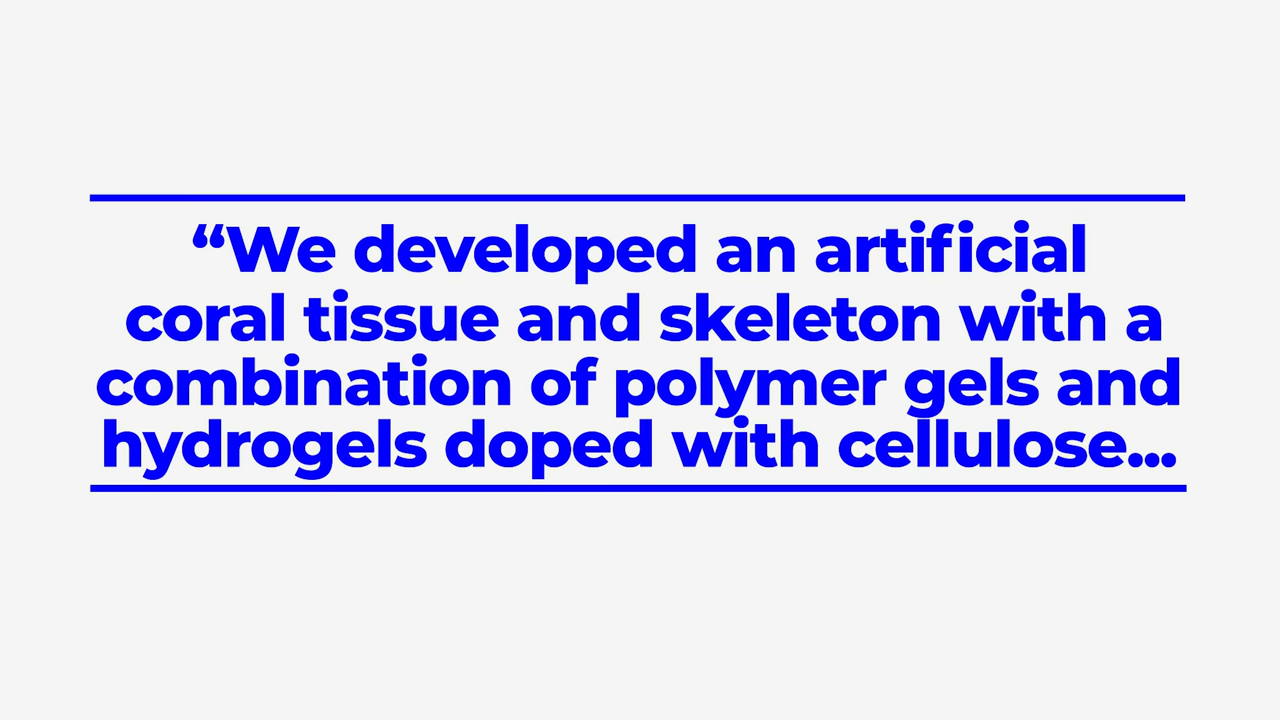 “We developed an artificial
coral tissue and skeleton with a
combination of polymer gels and
hydrogels doped with cellulose...